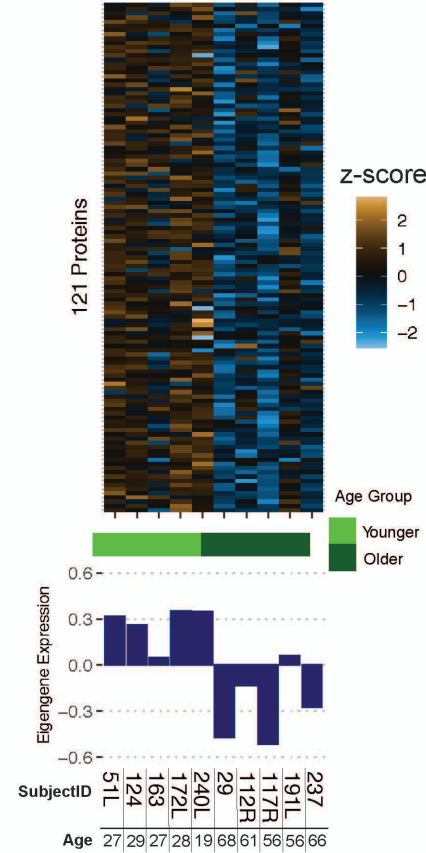 z-score
2
1
0
−1
−2
121 Proteins
Age Group
Younger
Older
Eigengene Expression
0.6
0.3
0.0
−0.3
−0.6
SubjectID 51L 124 163 172L 240L 29 112R 117R 191L 237
Age 27 29 27 28 19 68 61 56 56 66